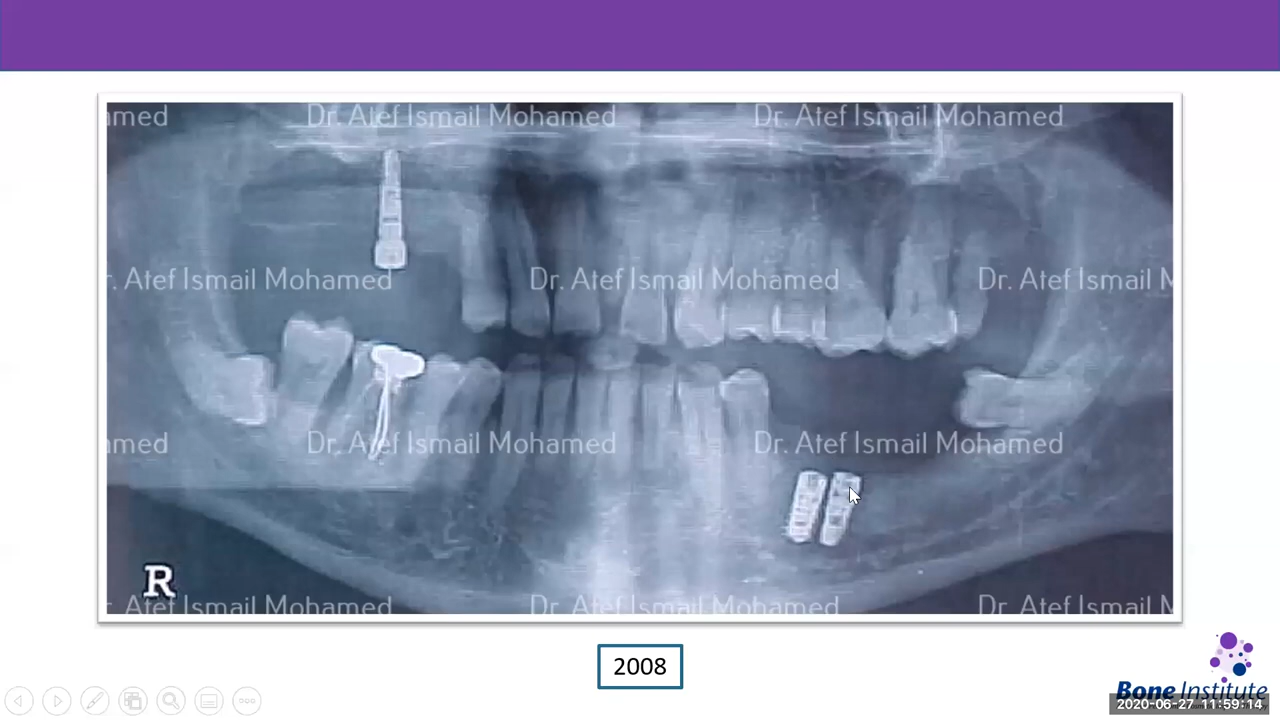 amed Dr. Atef Ismail Mohamed Dr. Atef Ismail Mohamed
. Atef Ismail Mohamed Dr. Atef Ismail Mohamed Dr. Atef Ismail M
amed Dr. Atef Ismail Mohamed Dr. Atef Ismail Mohamed
R
. Atef Ismail Mohamed Dr. Atef Ismail Mohamed Dr. Atef Ismail M
2008
Bone Institute
2020-06-27 11:59:14